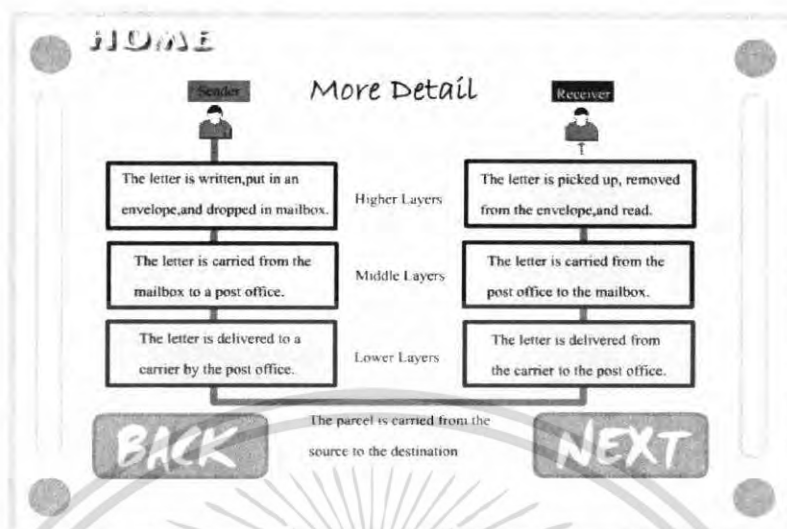 HOME
Sender
More Detail
Receiver
The letter is written,put in an
envelope,and dropped in mailbox.
Higher Layers
The letter is picked up, removed
from the envelope,and read.
The letter is carried from the
mailbox to a post office.
Middle Layers
The letter is carried from the
post office to the mailbox.
The letter is delivered to a
carrier by the post office.
Lower Layers
The letter is delivered from
the carrier to the post office.
BACK
The parcel is carried from the
source to the destination
NEXT